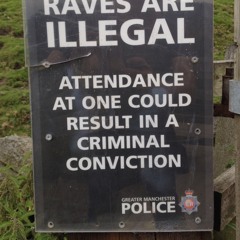 RAVES ARE
ILLEGAL
ATTENDANCE
AT ONE COULD
RESULT IN A
CRIMINAL
CONVICTION
GREATER MANCHESTER
POLICE